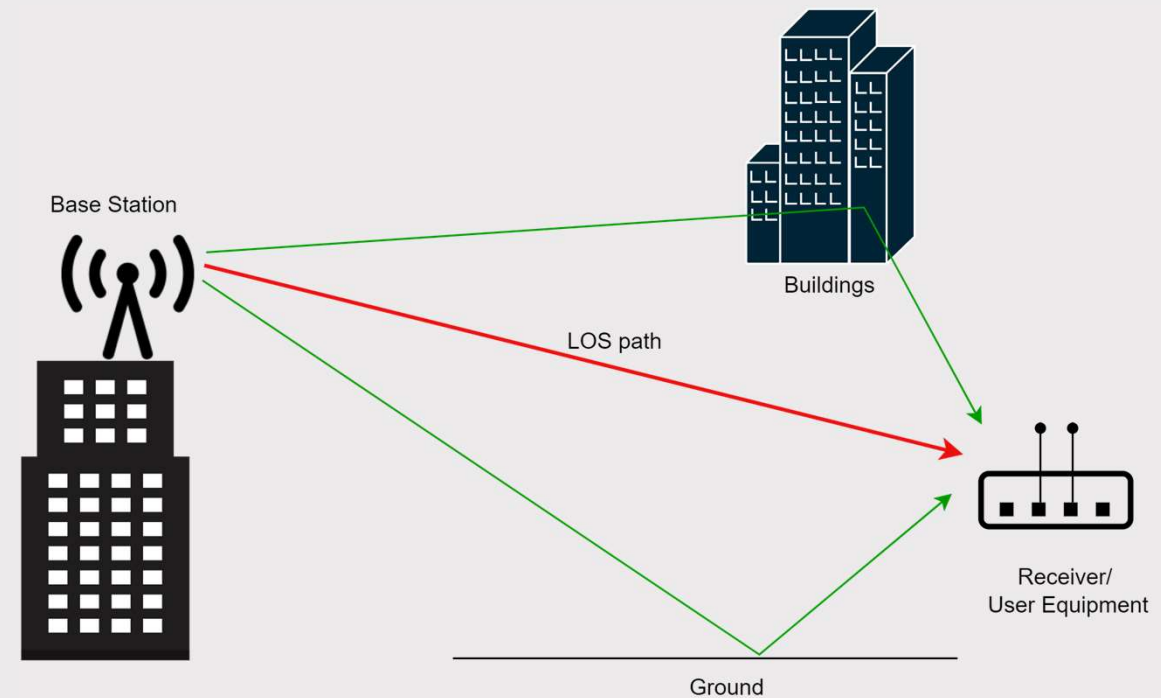 Base Station
Buildings
LOS path
Receiver/
User Equipment
Ground